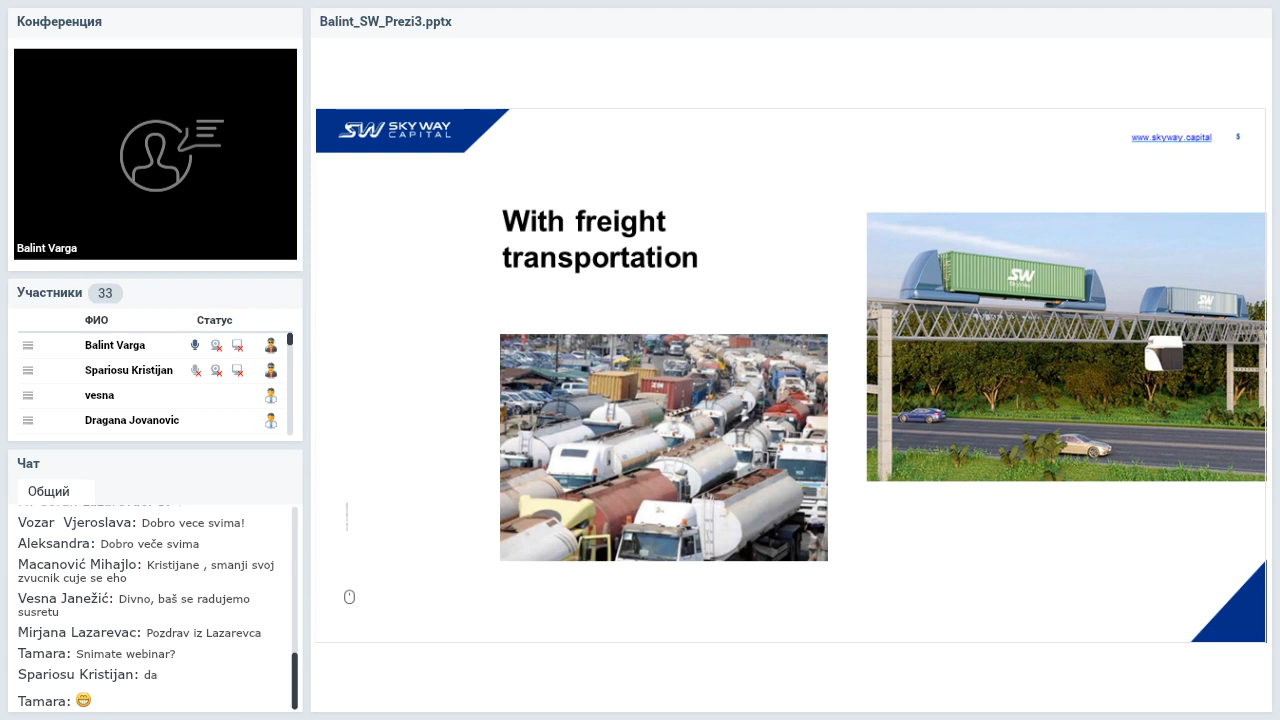 Конференция
Balint Varga
Участники 33
ФИО Статус
Balint Varga
Spariosu Kristijan
vesna
Dragana Jovanovic
Чат
Общий
Vozar Vjeroslava: Dobro vece svima!
Aleksandra: Dobro veče svima
Macanović Mihajlo: Kristijane , smanji svoj
zvucnik cuje se eho
Vesna Janežić: Divno, baš se radujemo
susretu
Mirjana Lazarevac: Pozdrav iz Lazarevca
Tamara: Snimate webinar?
Spariosu Kristijan: da
Tamara: 😁
Balint_SW_Prezi3.pptx
SW SKY WAY
CAPITAL
www.skyway.capital 5
With freight
transportation
SW
SkyWay
SW